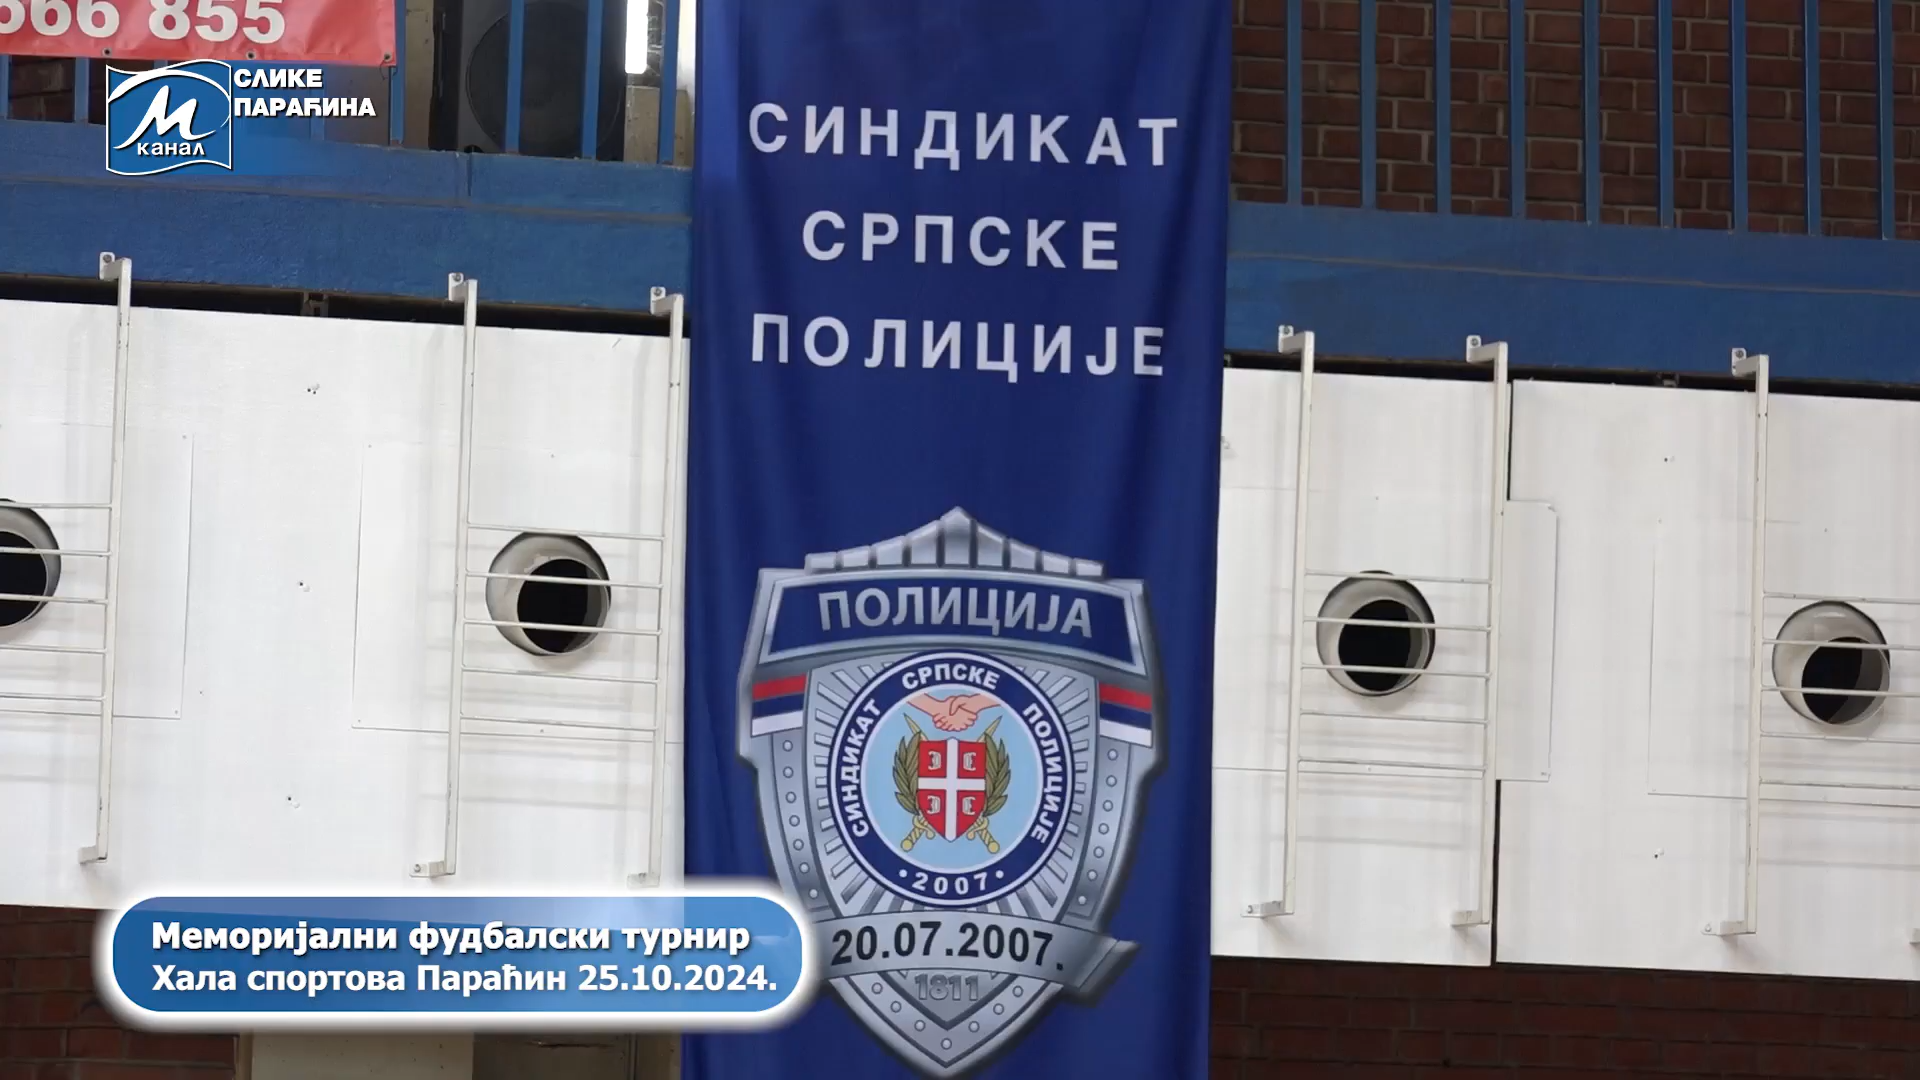 666 855
М
канал
СЛИКЕ
ПАРАЋИНА
СИНДИКАТ
СРПСКЕ
ПОЛИЦИЈЕ
ПОЛИЦИЈА
СИНДИКАТ СРПСКЕ ПОЛИЦИЈЕ
• 2007 •
20.07.2007.
1811
Меморијални фудбалски турнир
Хала спортова Параћин 25.10.2024.